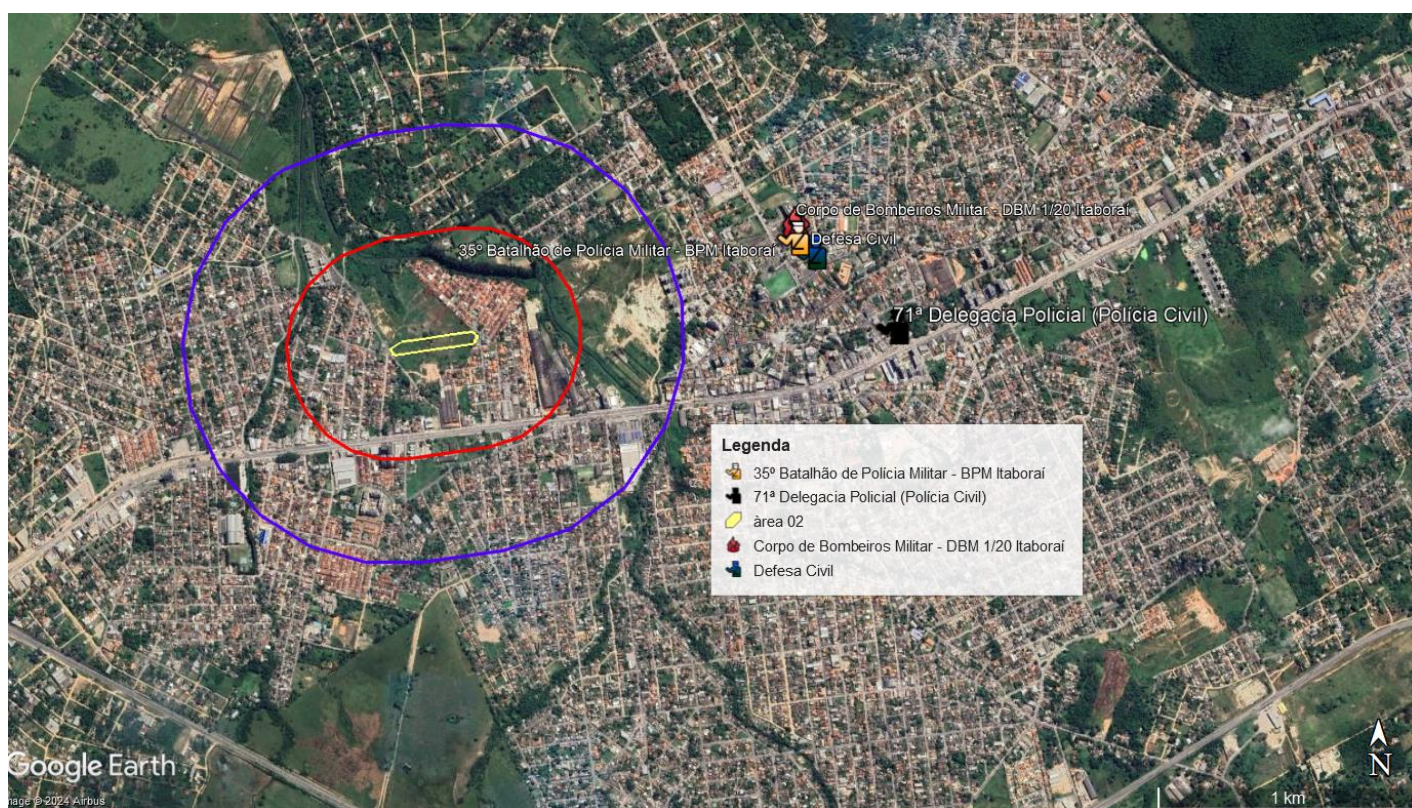 Corpo de Bombeiros Militar - DBM 1/20 Itaboraí
35º Batalhão de Polícia Militar - BPM Itaboraí
Defesa Civil
71ª Delegacia Policial (Polícia Civil)
Legenda
35º Batalhão de Polícia Militar - BPM Itaboraí
71ª Delegacia Policial (Polícia Civil)
àrea 02
Corpo de Bombeiros Militar - DBM 1/20 Itaboraí
Defesa Civil
Google Earth
mage © 2024 Airbus
N
1 km